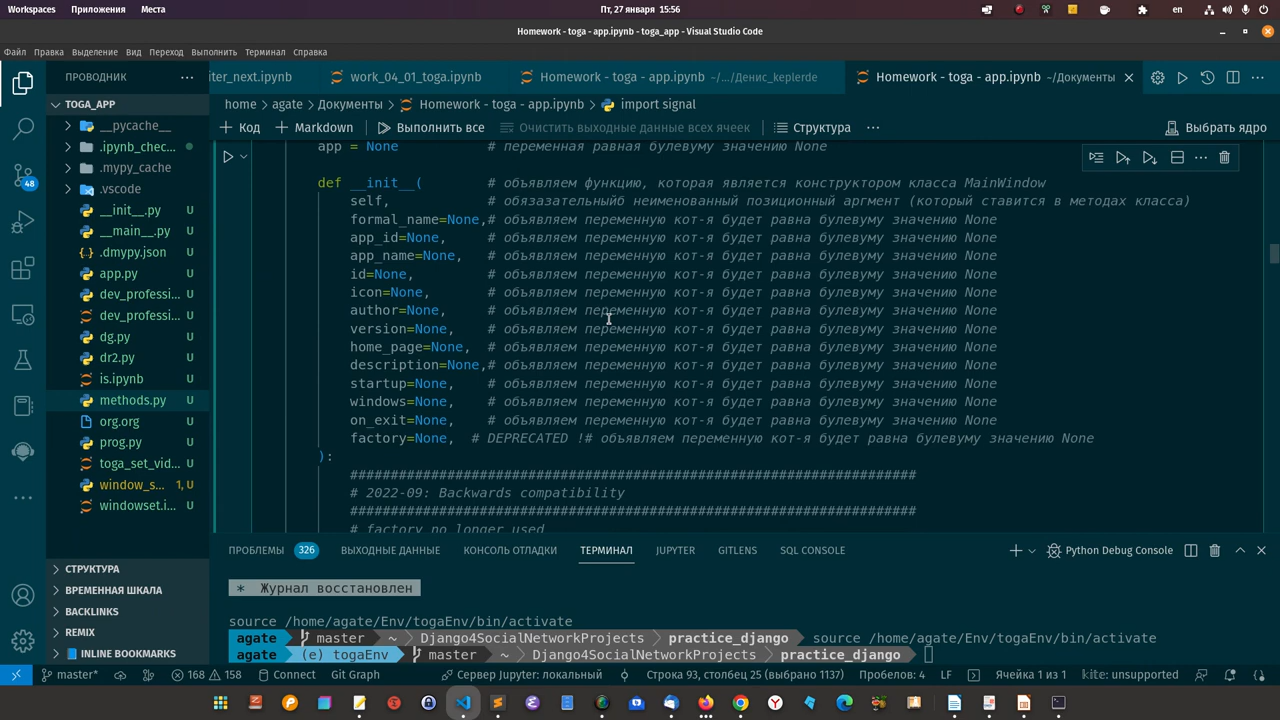 Обзор
Приложения
Места
Пт, 27 января 15:56
en
Homework - toga - app.ipynb - toga_app - Visual Studio Code
Файл Правка Выделение Вид Переход Выполнить Терминал Справка
ПРОВОДНИК ...
iter_next.ipynb
work_04_01_toga.ipynb
Homework - toga - app.ipynb ~/.../Денис_keplerde
Homework - toga - app.ipynb ~/Документы
TOGA_APP
home > agate > Документы > Homework - toga - app.ipynb > import signal
+ Код + Markdown Выполнить все Очистить выходные данные всех ячеек Структура ... Выбрать ядро
__pycache__
.ipynb_chec...
.mypy_cache
.vscode
__init__.py U
__main__.py U
.dmypy.json U
app.py U
dev_professi... U
dev_professi... U
dg.py U
dr2.py U
is.ipynb U
methods.py U
org.org U
prog.py U
toga_set_vid... U
window_s... 1, U
windowset.i... U
48
СТРУКТУРА
ВРЕМЕННАЯ ШКАЛА
BACKLINKS
REMIX
INLINE BOOKMARKS
app = None # переменная равная булевуму значению None
def __init__( # объявляем функцию, которая является конструктором класса MainWindow
self, # обязазательныйб неименованный позиционный аргмент (который ставится в методах класса)
formal_name=None,# объявляем переменную кот-я будет равна булевуму значению None
app_id=None, # объявляем переменную кот-я будет равна булевуму значению None
app_name=None, # объявляем переменную кот-я будет равна булевуму значению None
id=None, # объявляем переменную кот-я будет равна булевуму значению None
icon=None, # объявляем переменную кот-я будет равна булевуму значению None
author=None, # объявляем переменную кот-я будет равна булевуму значению None
version=None, # объявляем переменную кот-я будет равна булевуму значению None
home_page=None, # объявляем переменную кот-я будет равна булевуму значению None
description=None,# объявляем переменную кот-я будет равна булевуму значению None
startup=None, # объявляем переменную кот-я будет равна булевуму значению None
windows=None, # объявляем переменную кот-я будет равна булевуму значению None
on_exit=None, # объявляем переменную кот-я будет равна булевуму значению None
factory=None, # DEPRECATED !# объявляем переменную кот-я будет равна булевуму значению None
):
######################################################################
# 2022-09: Backwards compatibility
######################################################################
# factory no longer used
ПРОБЛЕМЫ 326 ВЫХОДНЫЕ ДАННЫЕ КОНСОЛЬ ОТЛАДКИ ТЕРМИНАЛ JUPYTER GITLENS SQL CONSOLE
Python Debug Console
* Журнал восстановлен
source /home/agate/Env/togaEnv/bin/activate
agate master ~ Django4SocialNetworkProjects practice_django source /home/agate/Env/togaEnv/bin/activate
agate (e) togaEnv master ~ Django4SocialNetworkProjects practice_django
master* 168 158 Connect Git Graph Сервер Jupyter: локальный Строка 93, столбец 25 (выбрано 1137) Пробелов: 4 LF Ячейка 1 из 1 kite: unsupported